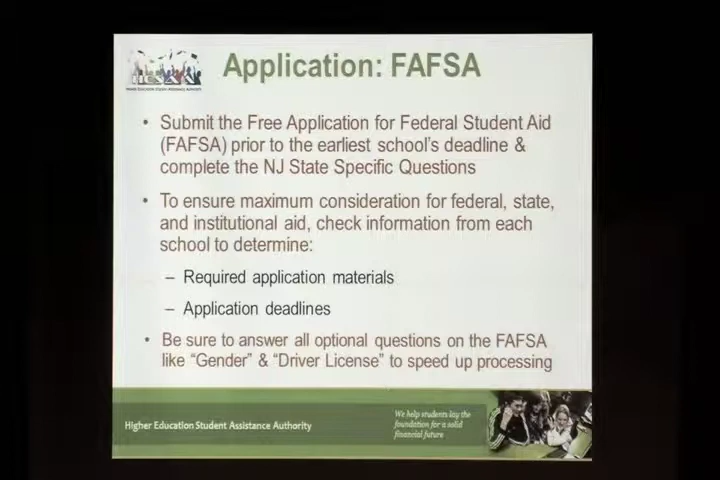 Application: FAFSA
• Submit the Free Application for Federal Student Aid
(FAFSA) prior to the earliest school's deadline &
complete the NJ State Specific Questions
• To ensure maximum consideration for federal, state,
and institutional aid, check information from each
school to determine:
– Required application materials
– Application deadlines
• Be sure to answer all optional questions on the FAFSA
like “Gender” & “Driver License” to speed up processing
Higher Education Student Assistance Authority
We help students lay the
foundation for a solid
financial future